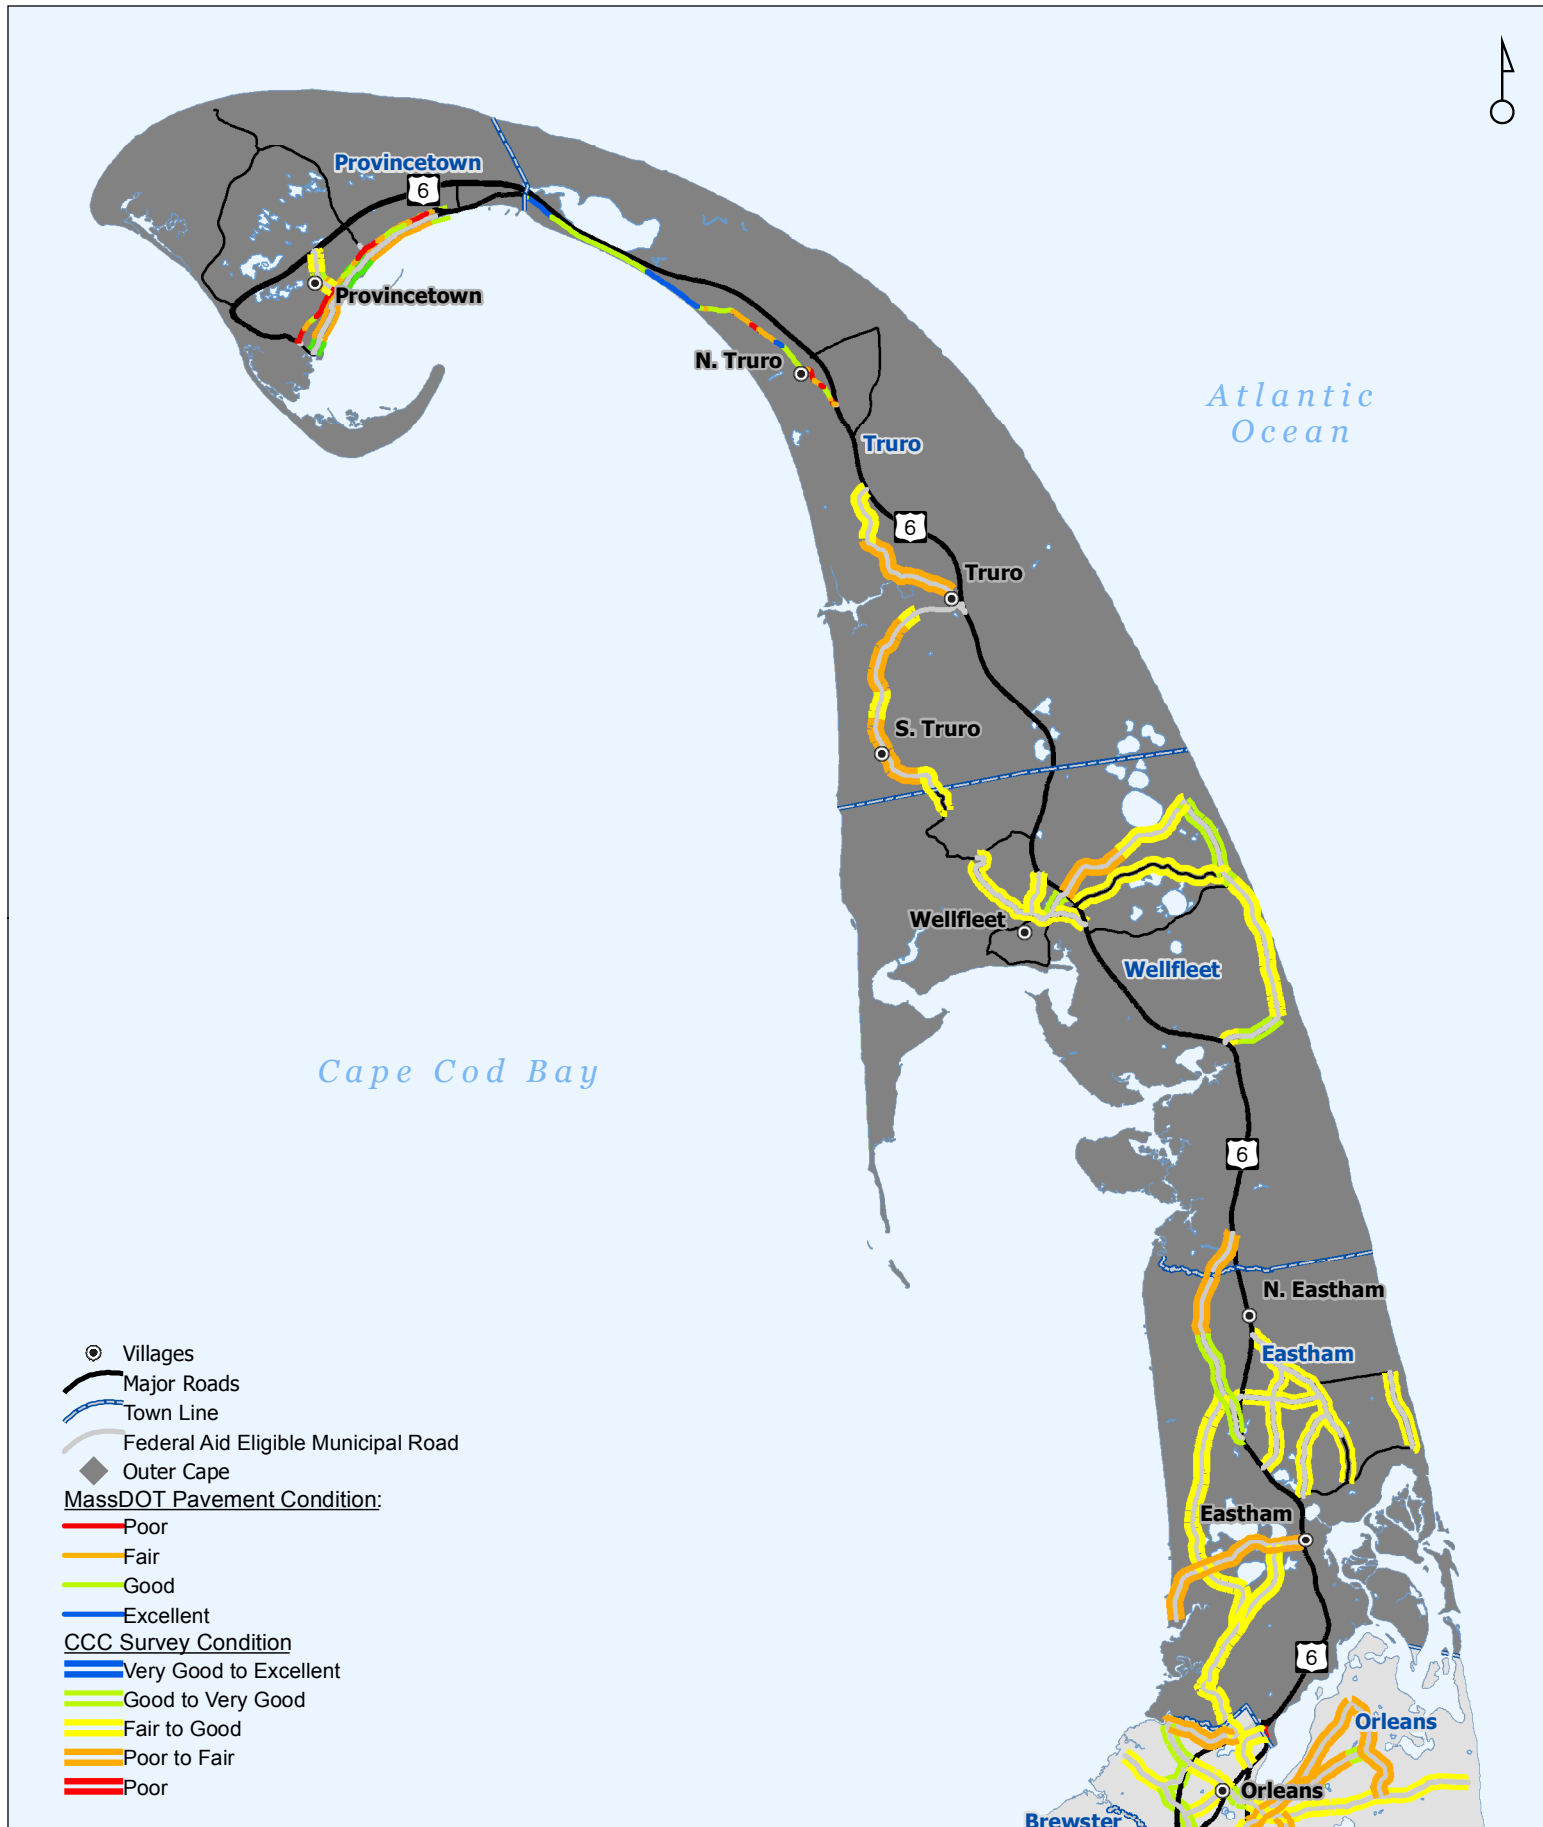 Provincetown
6
Provincetown
N. Truro
Atlantic
Ocean
Truro
6
Truro
S. Truro
Wellfleet
Wellfleet
Cape Cod Bay
6
N. Eastham
Eastham
Eastham
6
Orleans
Orleans
Brewster
Villages
Major Roads
Town Line
Federal Aid Eligible Municipal Road
Outer Cape
MassDOT Pavement Condition:
Poor
Fair
Good
Excellent
CCC Survey Condition
Very Good to Excellent
Good to Very Good
Fair to Good
Poor to Fair
Poor